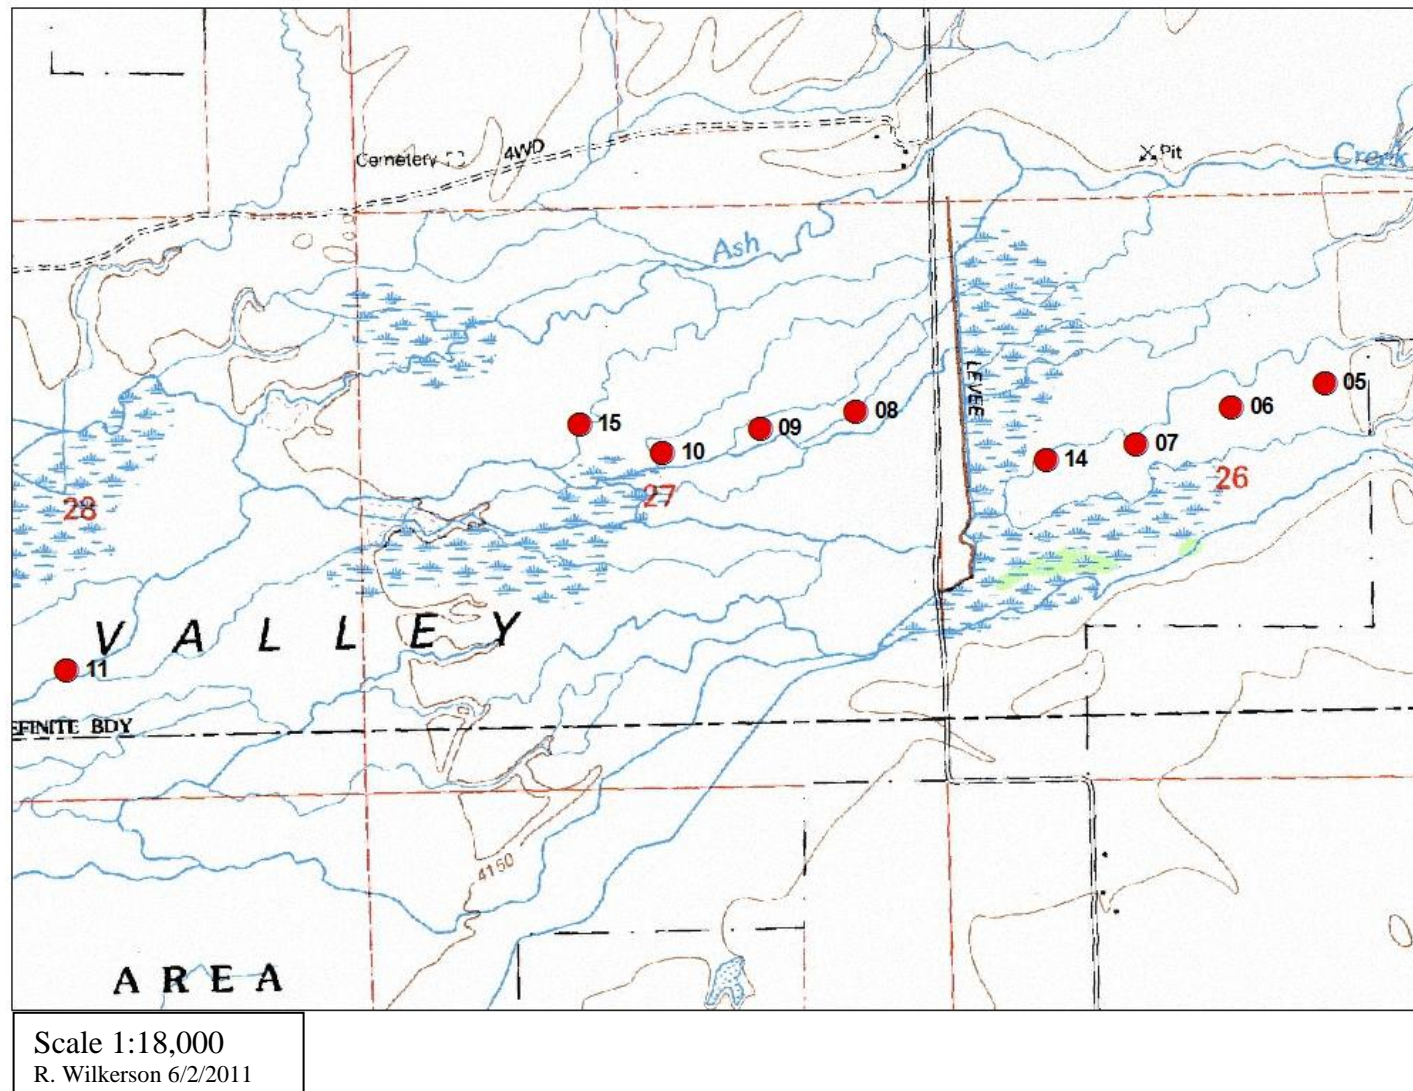 Cemetery
4WD
Pit
Creek
Ash
LEVEE
05
06
08
09
15
07
10
14
26
27
28
V A L L E Y
11
EFINITE BDY
4150
A R E A
Scale 1:18,000
R. Wilkerson 6/2/2011